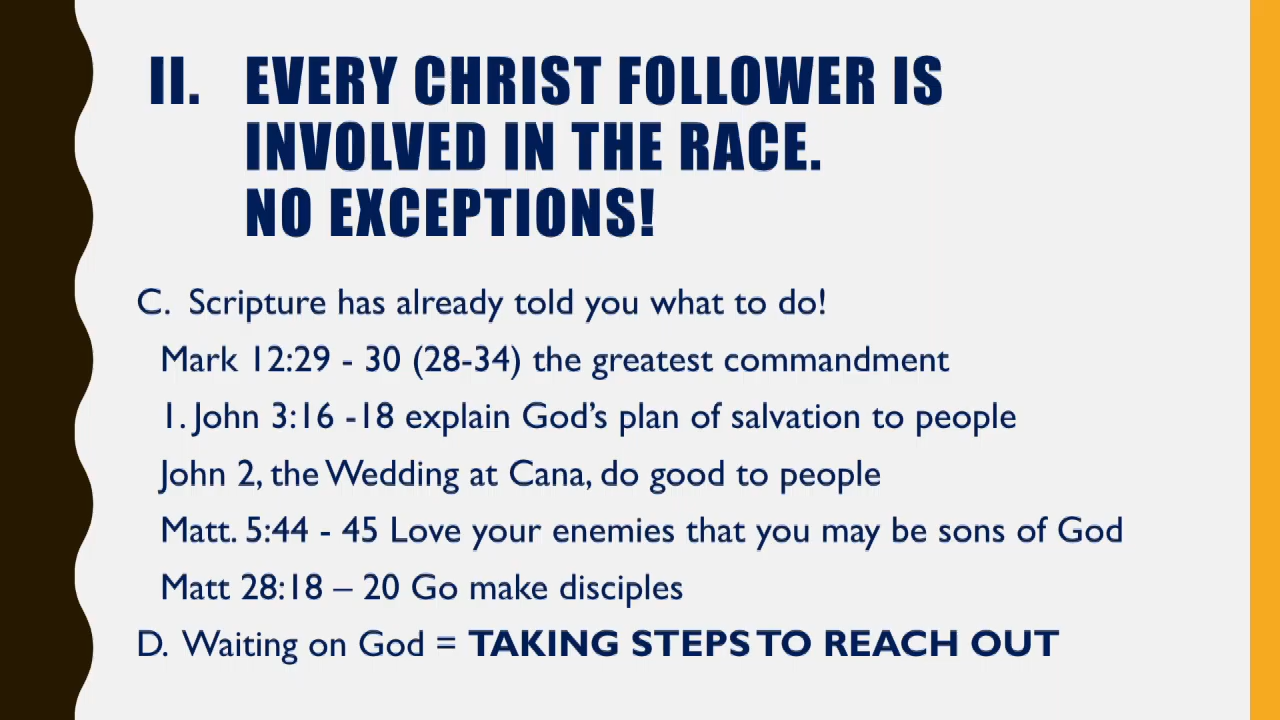 II. EVERY CHRIST FOLLOWER IS
INVOLVED IN THE RACE.
NO EXCEPTIONS!
C. Scripture has already told you what to do!
Mark 12:29 - 30 (28-34) the greatest commandment
1. John 3:16 -18 explain God’s plan of salvation to people
John 2, the Wedding at Cana, do good to people
Matt. 5:44 - 45 Love your enemies that you may be sons of God
Matt 28:18 – 20 Go make disciples
D. Waiting on God = TAKING STEPS TO REACH OUT